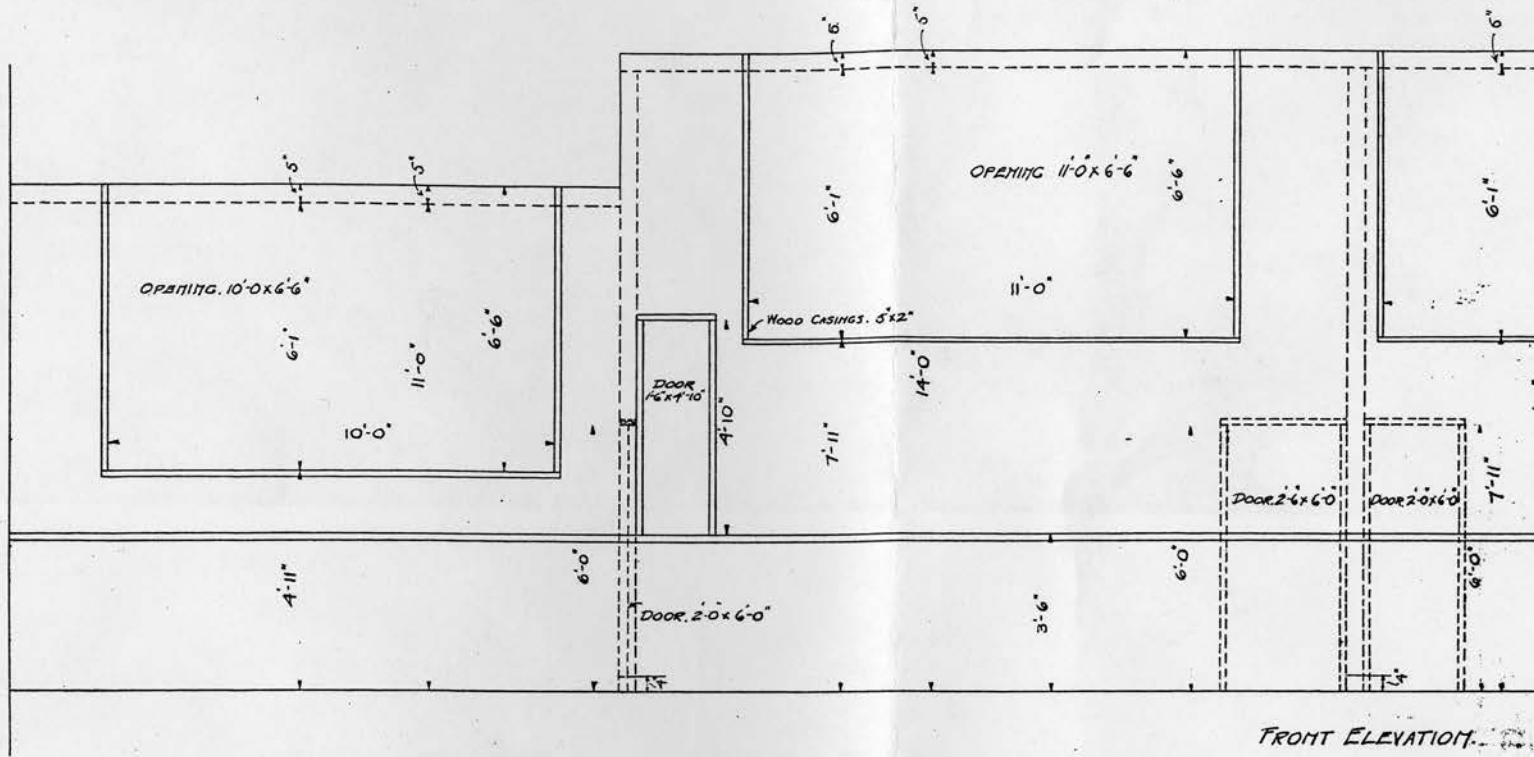 5"
5"
5"
5"
5"
OPENING 11'-0" X 6'-6"
6'-1"
6'-6"
6'-1"
OPENING. 10'-0 X 6'-6"
11'-0"
6'-1"
11'-0"
6'-6"
WOOD CASINGS. 5" X 2"
DOOR
1'-6" X 4'-10"
14'-0"
4'-10"
10'-0"
7'-11"
7'-11"
DOOR 2'-6 X 6'-0"
DOOR 2'-0 X 6'-0"
4'-11"
6'-0"
6'-0"
6'-0"
DOOR. 2'-0 X 6'-0"
3'-6"
FRONT ELEVATION.